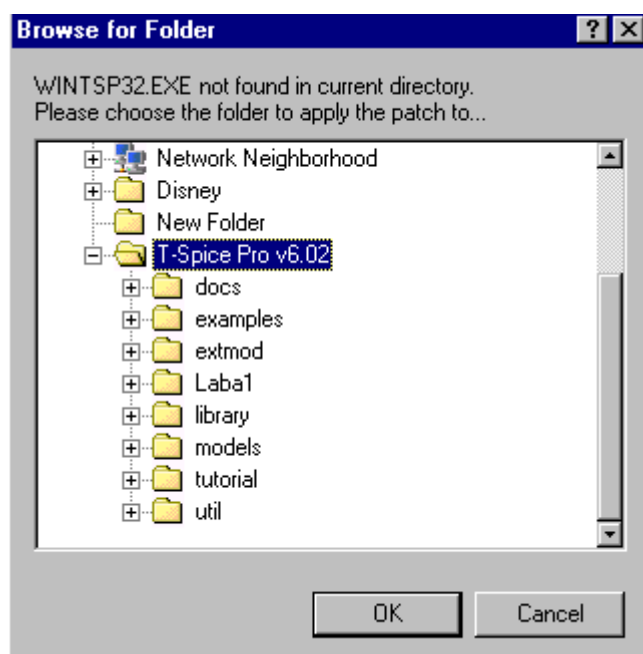 Browse for Folder
WINTSP32.EXE not found in current directory.
Please choose the folder to apply the patch to...
Network Neighborhood
Disney
New Folder
T-Spice Pro v6.02
docs
examples
extmod
Laba1
library
models
tutorial
util
OK Cancel